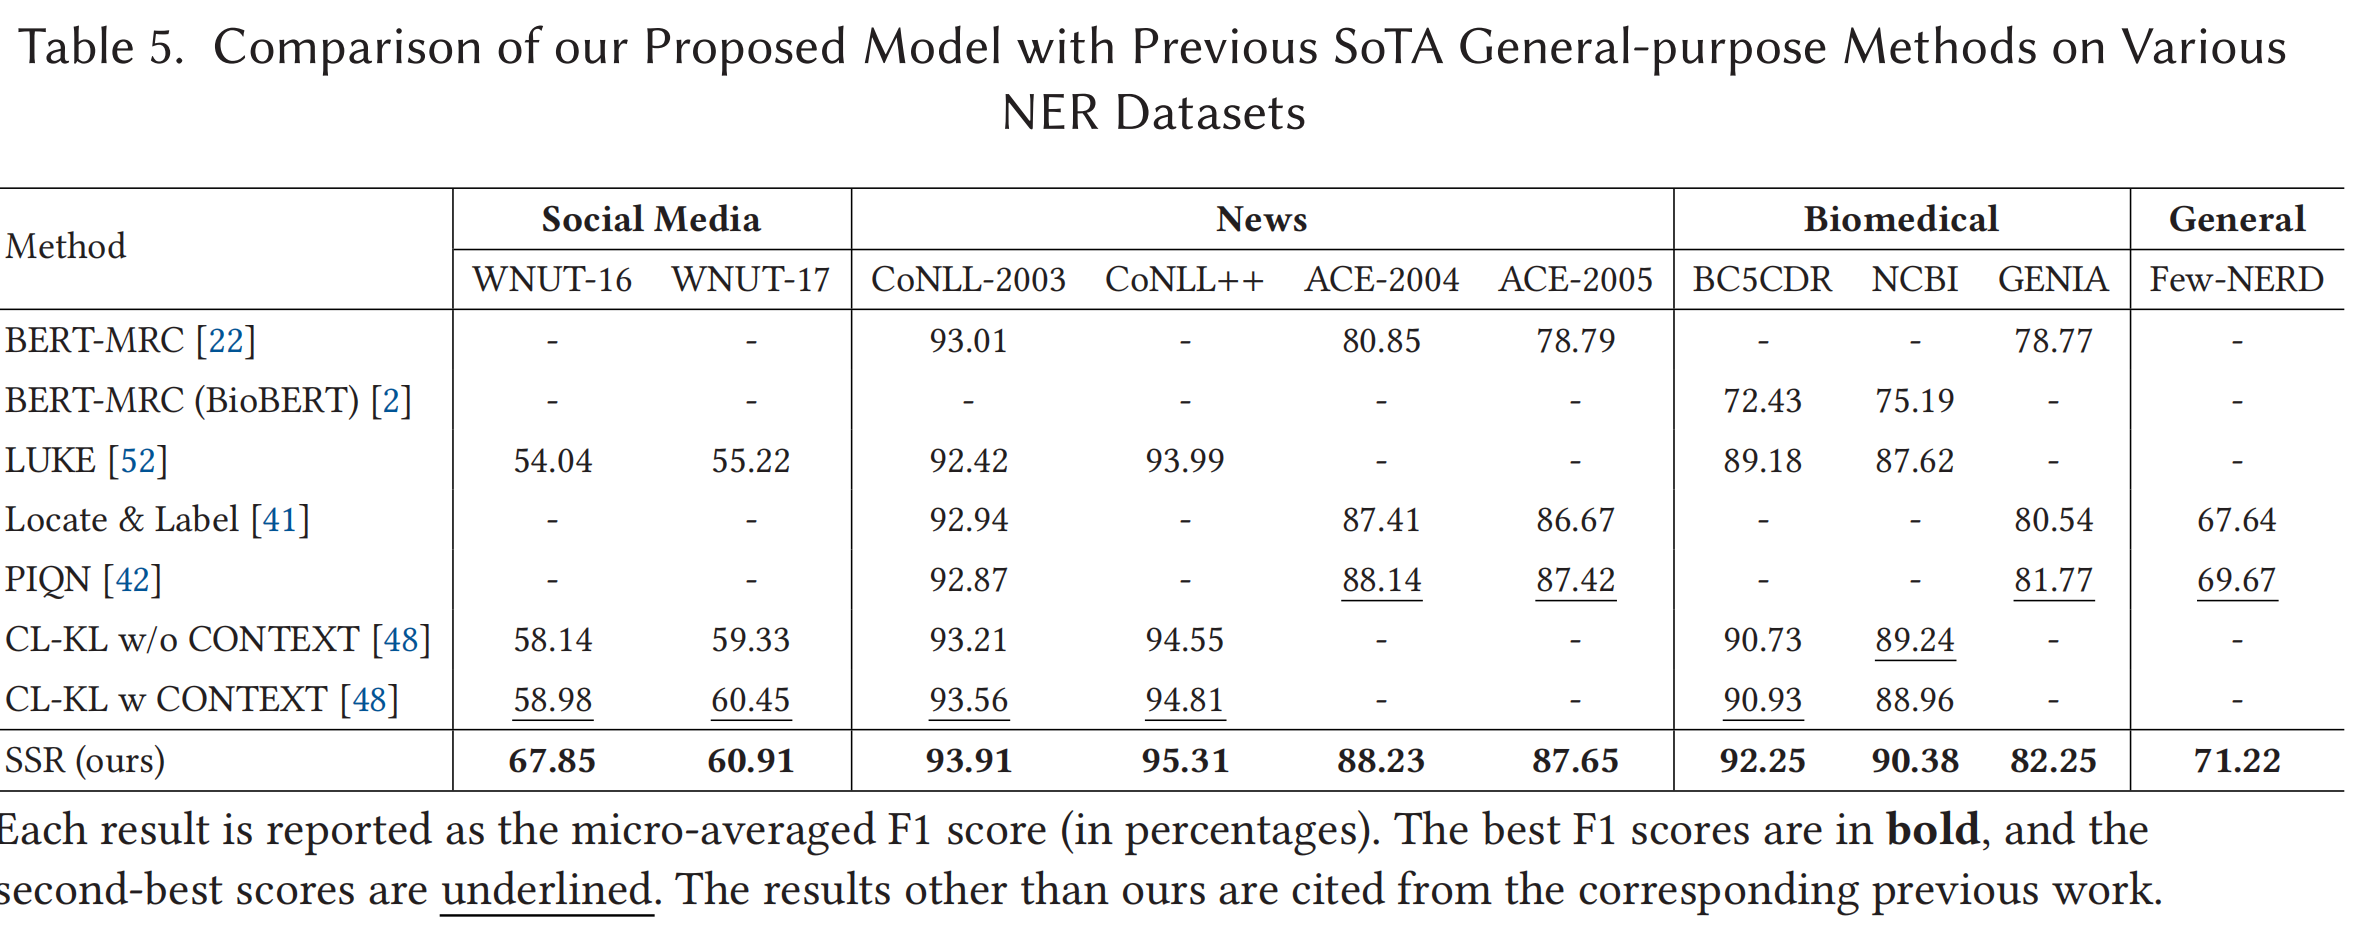 Table 5. Comparison of our Proposed Model with Previous SoTA General-purpose Methods on Various
NER Datasets
Method Social Media News Biomedical General
WNUT-16 WNUT-17 CoNLL-2003 CoNLL++ ACE-2004 ACE-2005 BC5CDR NCBI GENIA Few-NERD
BERT-MRC [22] - - 93.01 - 80.85 78.79 - - 78.77 -
BERT-MRC (BioBERT) [2] - - - - - - 72.43 75.19 - -
LUKE [52] 54.04 55.22 92.42 93.99 - - 89.18 87.62 - -
Locate & Label [41] - - 92.94 - 87.41 86.67 - - 80.54 67.64
PIQN [42] - - 92.87 - 88.14 87.42 - - 81.77 69.67
CL-KL w/o CONTEXT [48] 58.14 59.33 93.21 94.55 - - 90.73 89.24 - -
CL-KL w CONTEXT [48] 58.98 60.45 93.56 94.81 - - 90.93 88.96 - -
SSR (ours) 67.85 60.91 93.91 95.31 88.23 87.65 92.25 90.38 82.25 71.22
Each result is reported as the micro-averaged F1 score (in percentages). The best F1 scores are in bold, and the
second-best scores are underlined. The results other than ours are cited from the corresponding previous work.